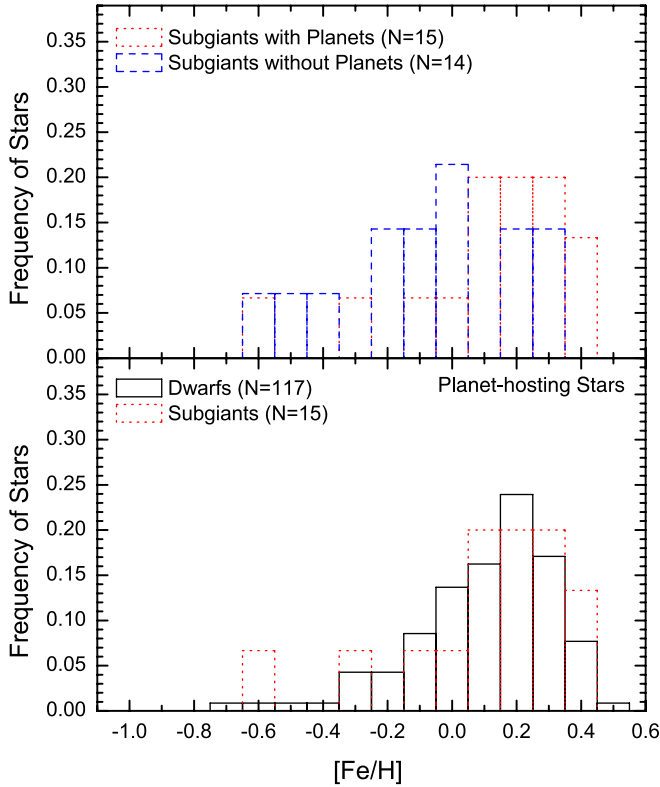 0.35
0.30
0.25
0.20
0.15
0.10
0.05
0.00
Frequency of Stars
Subgiants with Planets (N=15)
Subgiants without Planets (N=14)
0.35
0.30
0.25
0.20
0.15
0.10
0.05
0.00
Frequency of Stars
Dwarfs (N=117)
Subgiants (N=15)
Planet-hosting Stars
-1.0 -0.8 -0.6 -0.4 -0.2 0.0 0.2 0.4 0.6
[Fe/H]